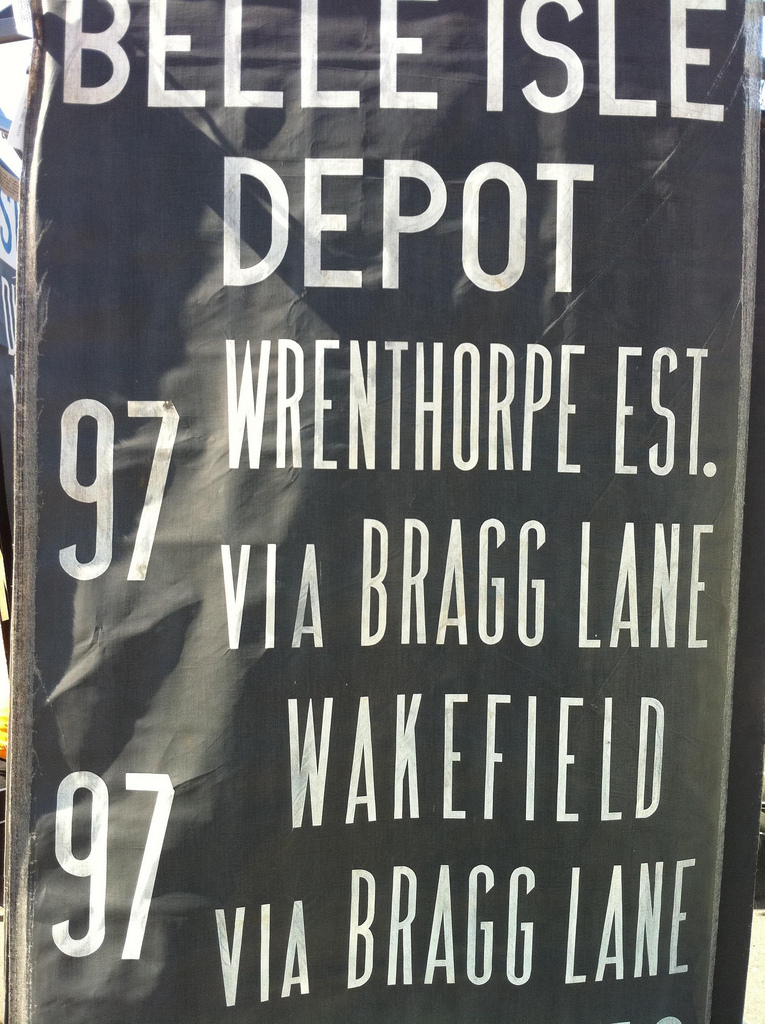 BELLE ISLE
DEPOT
97 WRENTHORPE EST.
VIA BRAGG LANE
97 WAKEFIELD
VIA BRAGG LANE